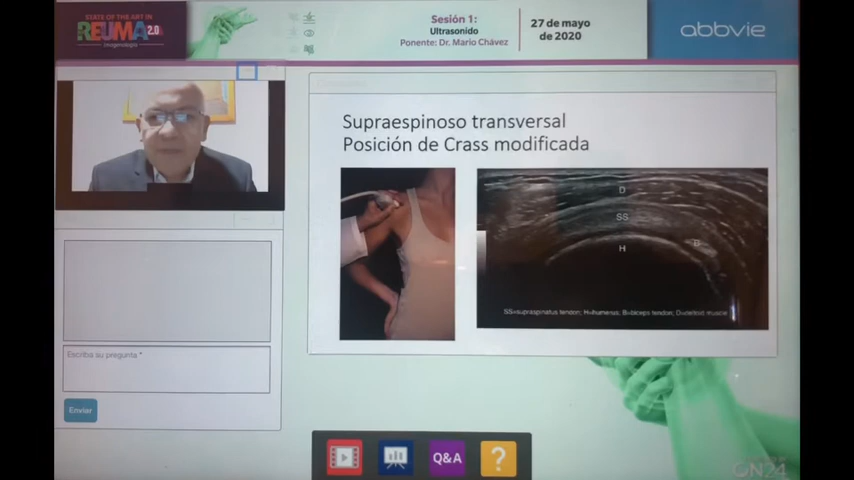 STATE OF THE ART IN
REUMA 2.0
Imagenología
Sesión 1:
Ultrasonido
Ponente: Dr. Mario Chávez
27 de mayo
de 2020
abbvie
Supraespinoso transversal
Posición de Crass modificada
D
SS
H
B
SS=supraspinatus tendon; H=humerus; B=biceps tendon; D=deltoid muscle
Escriba su pregunta *
Enviar
Q&A
?
ON24